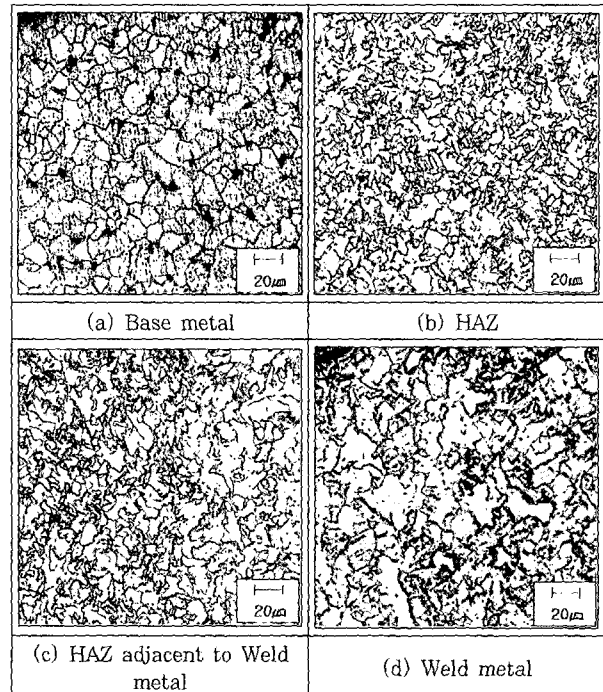 20㎛
20㎛
(a) Base metal
(b) HAZ
20㎛
20㎛
(c) HAZ adjacent to Weld
metal
(d) Weld metal